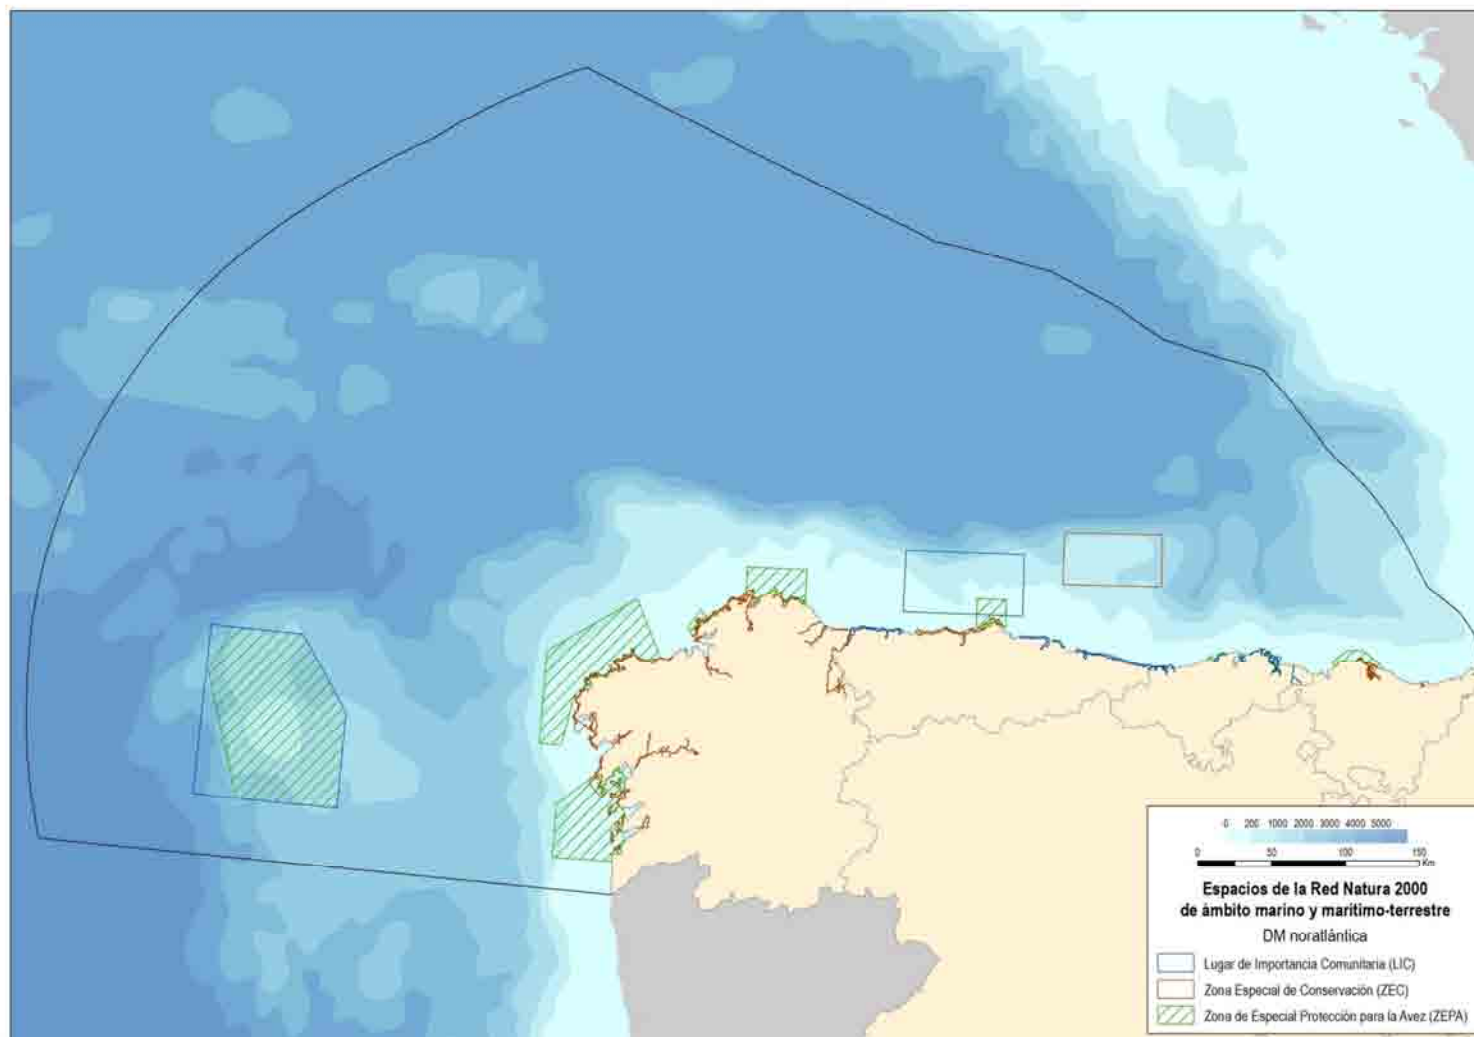 0 200 1000 2000 3000 4000 5000
0 50 100 150
Km
Espacios de la Red Natura 2000
de ámbito marino y marítimo-terrestre
DM noratlántica
Lugar de Importancia Comunitaria (LIC)
Zona Especial de Conservación (ZEC)
Zona de Especial Protección para la Avez (ZEPA)